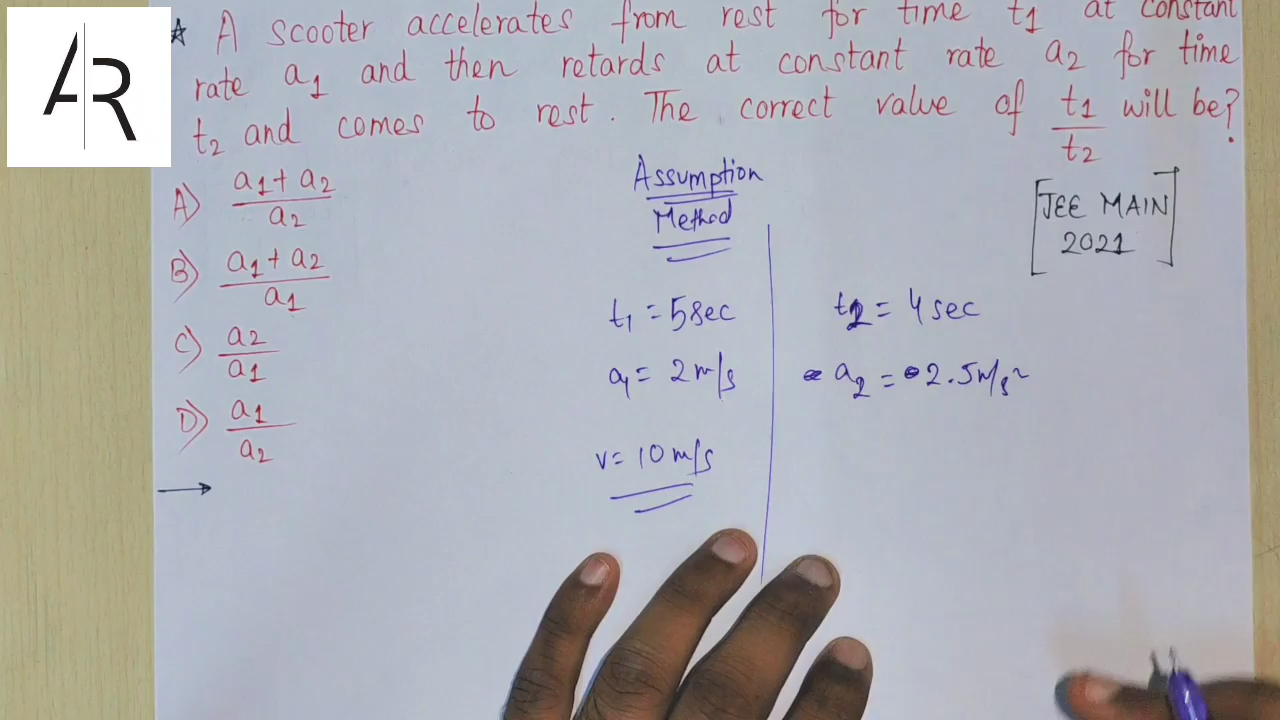 A scooter accelerates from rest for time t1 at constant
rate a1 and then retards at constant rate a2 for time
t2 and comes to rest. The correct value of t1/t2 will be?
A) a1 + a2 / a2
B) a1 + a2 / a1
C) a2 / a1
D) a1 / a2
[JEE MAIN
2021]
Assumption
Method
t1 = 5sec
a1 = 2 m/s
v = 10 m/s
t2 = 4 sec
a2 = 2.5 m/s²
AR